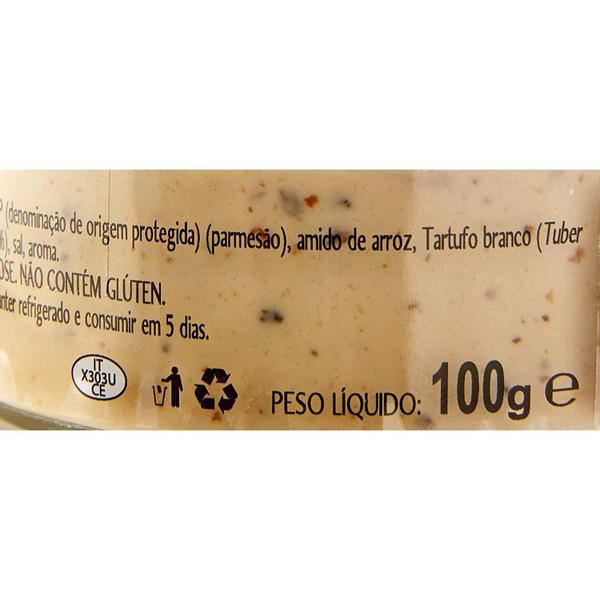 P (denominação de origem protegida) (parmesão), amido de arroz, Tartufo branco (Tuber
%), sal, aroma.
OSE. NÃO CONTÉM GLÚTEN.
anter refrigerado e consumir em 5 dias.
IT
X303U
CE
PESO LÍQUIDO: 100g e